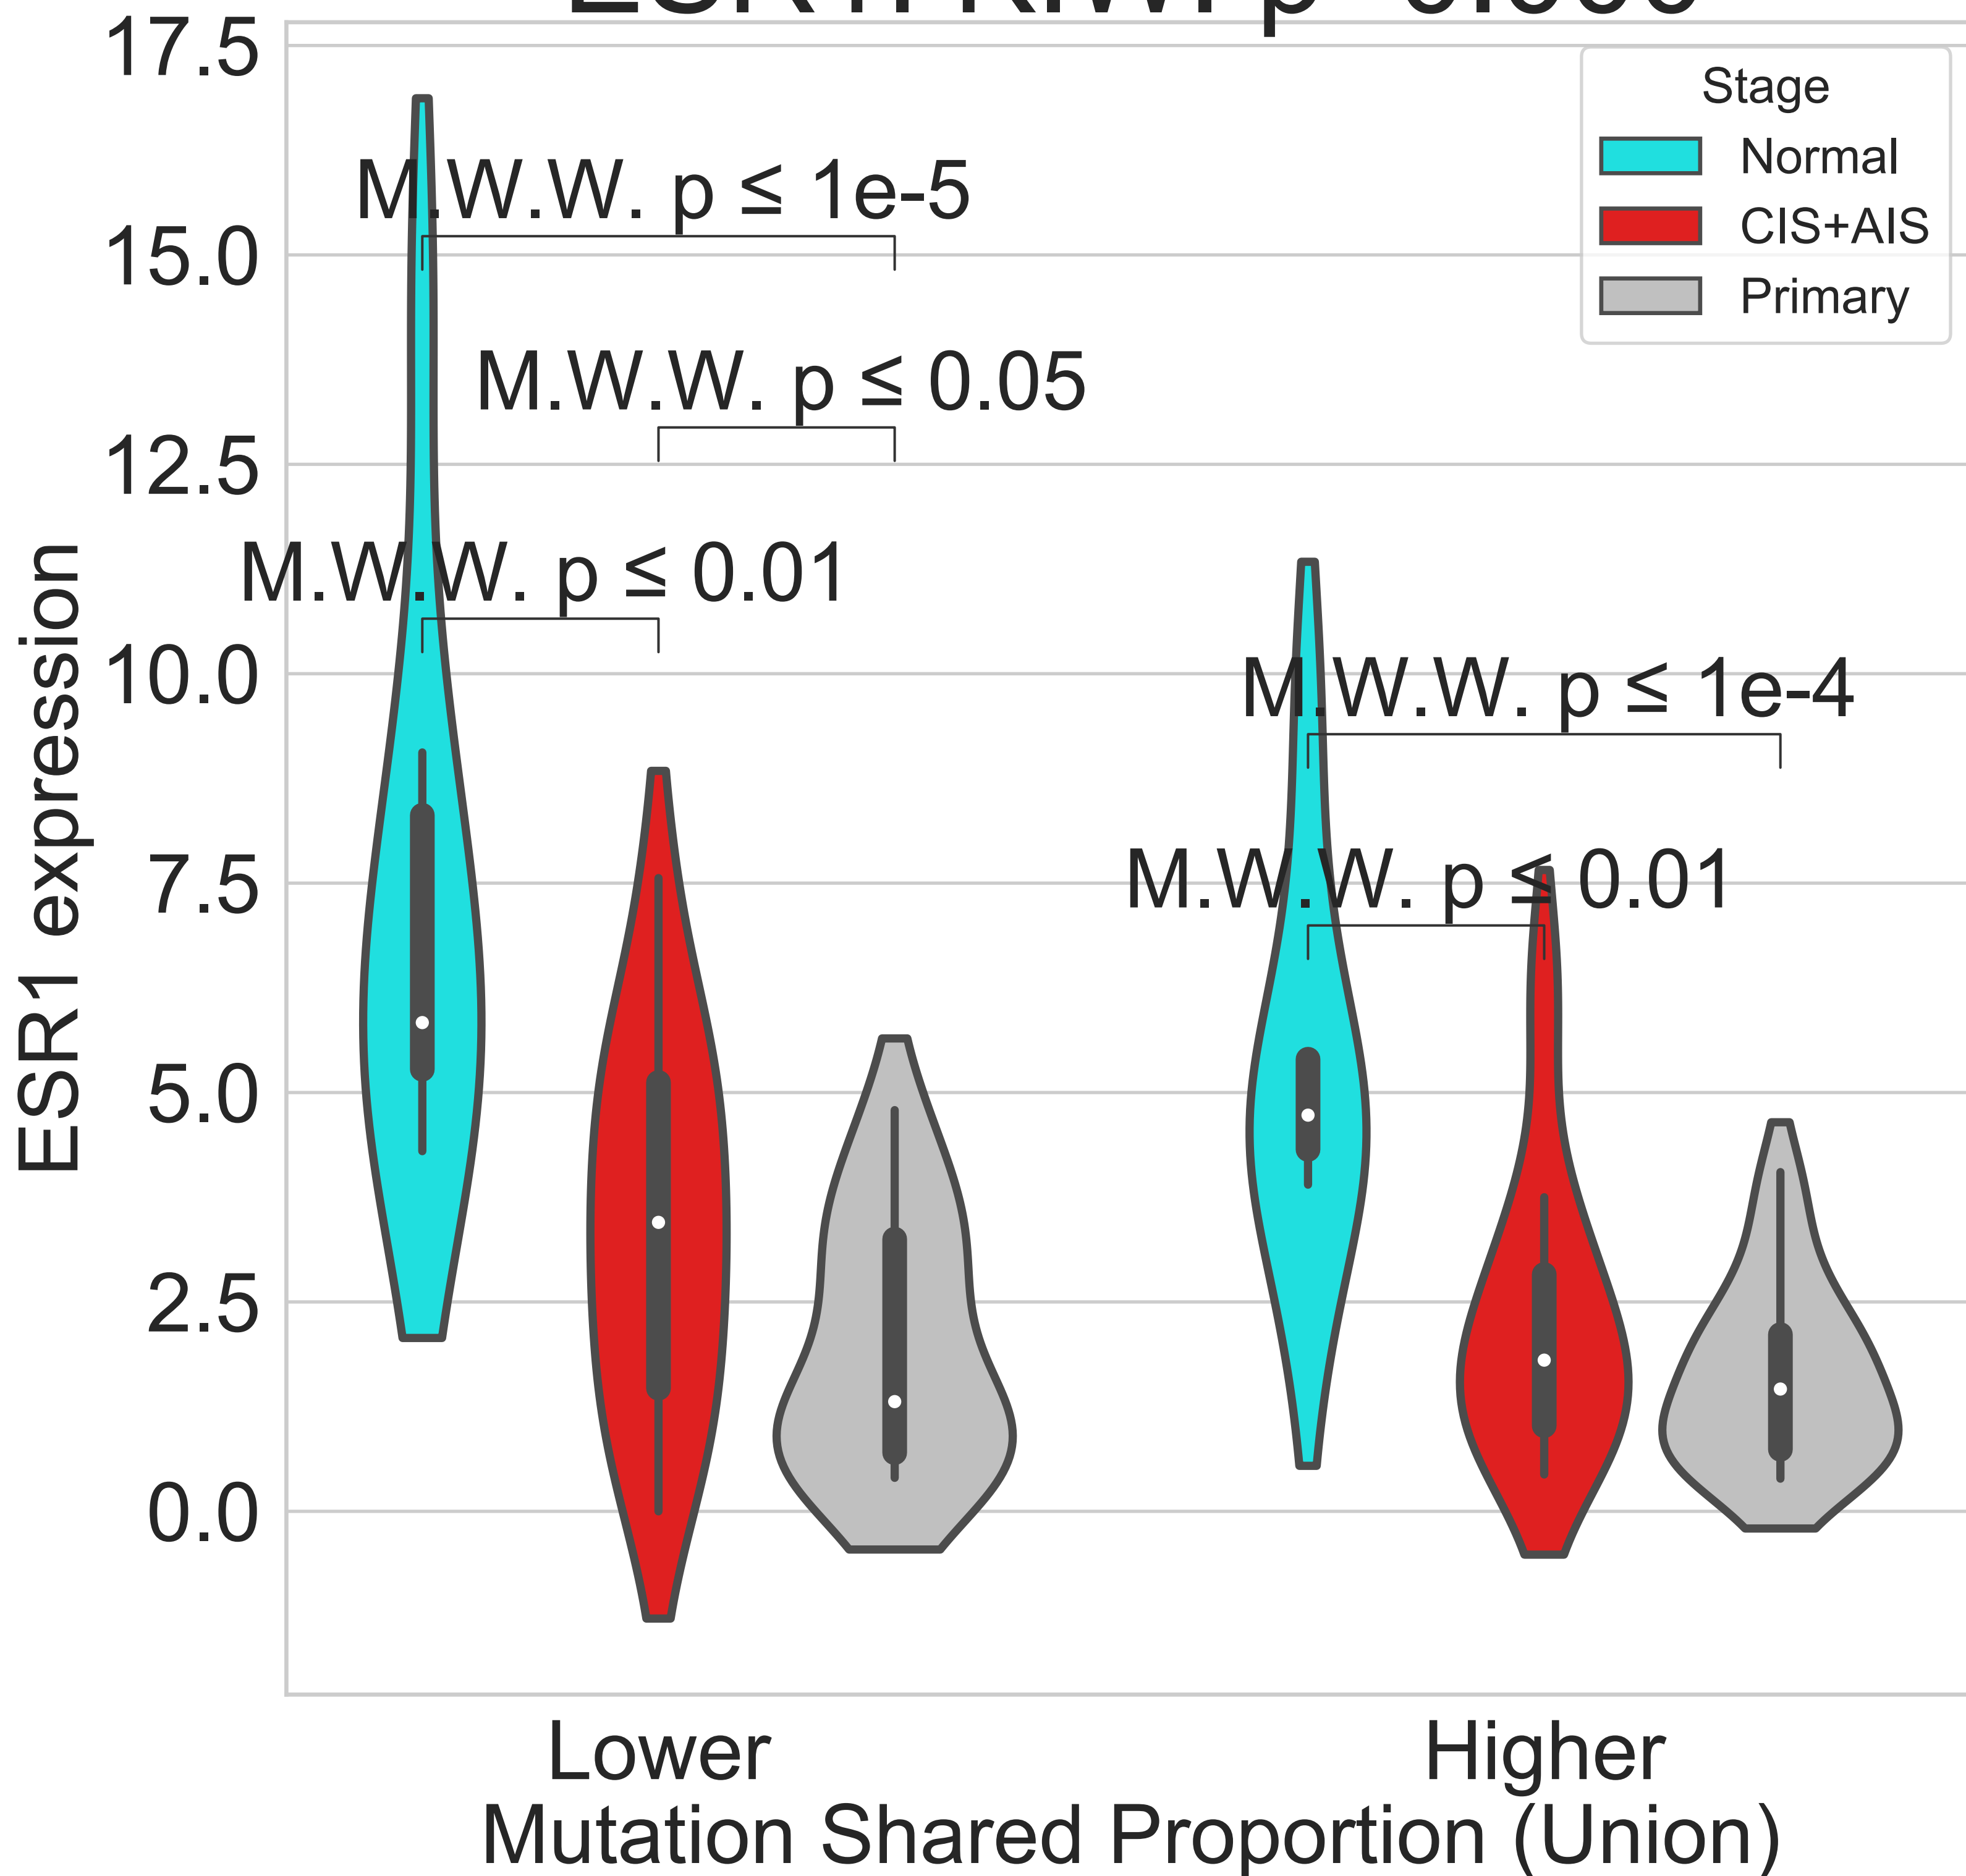 17.5
15.0
12.5
10.0
7.5
5.0
2.5
0.0
ESR1 expression
Stage
Normal
CIS+AIS
Primary
M.W.W. p ≤ 1e-5
M.W.W. p ≤ 0.05
M.W.W. p ≤ 0.01
M.W.W. p ≤ 1e-4
M.W.W. p ≤ 0.01
Lower
Higher
Mutation Shared Proportion (Union)